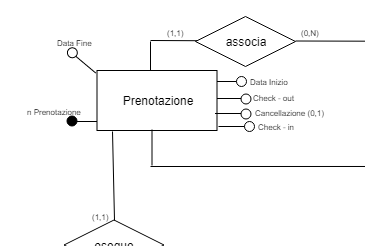 (1,1)
(0,N)
associa
Data Fine
Data Inizio
Prenotazione
Check - out
n Prenotazione
Cancellazione (0,1)
Check - in
(1,1)
esegue